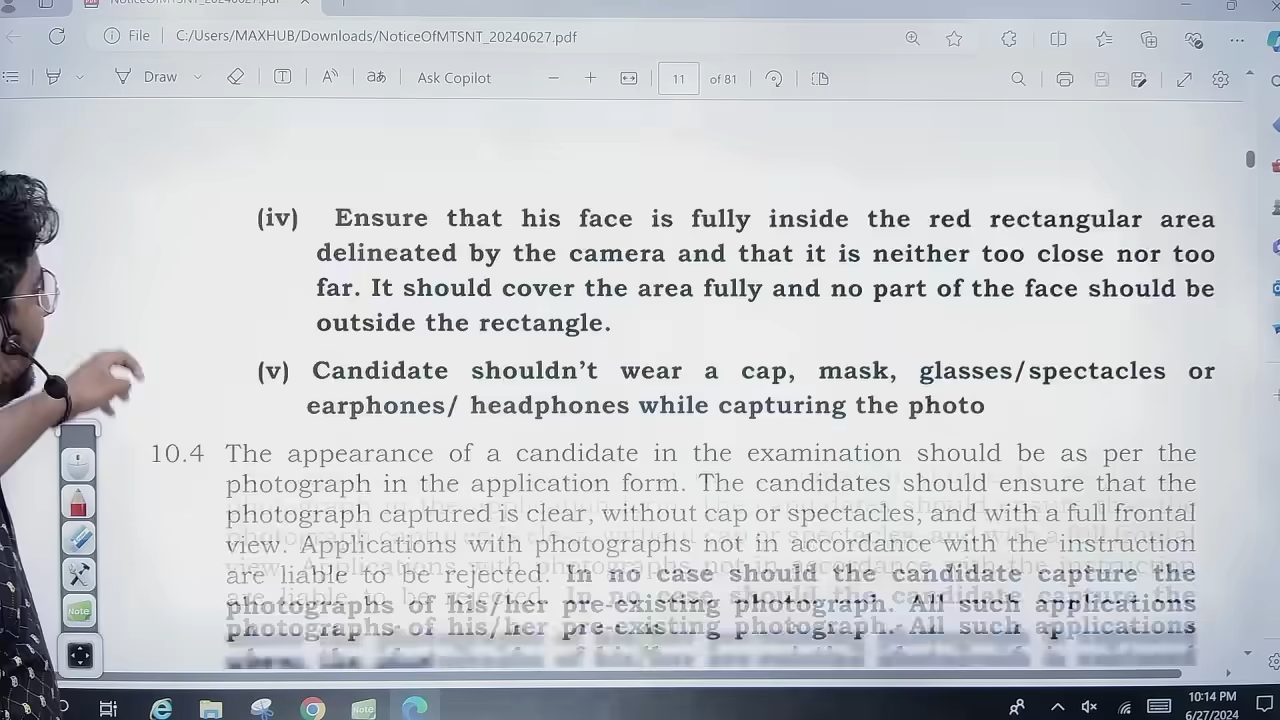 NoticeOfMTSNT_20240627.pdf
File C:/Users/MAXHUB/Downloads/NoticeOfMTSNT_20240627.pdf
Draw Ask Copilot 11 of 81
(iv) Ensure that his face is fully inside the red rectangular area
delineated by the camera and that it is neither too close nor too
far. It should cover the area fully and no part of the face should be
outside the rectangle.
(v) Candidate shouldn't wear a cap, mask, glasses/spectacles or
earphones/ headphones while capturing the photo
10.4 The appearance of a candidate in the examination should be as per the
photograph in the application form. The candidates should ensure that the
photograph captured is clear, without cap or spectacles, and with a full frontal
view. Applications with photographs not in accordance with the instruction
are liable to be rejected. In no case should the candidate capture the
photographs of his/her pre-existing photograph. All such applications
Note
Note
10:14 PM
6/27/2024